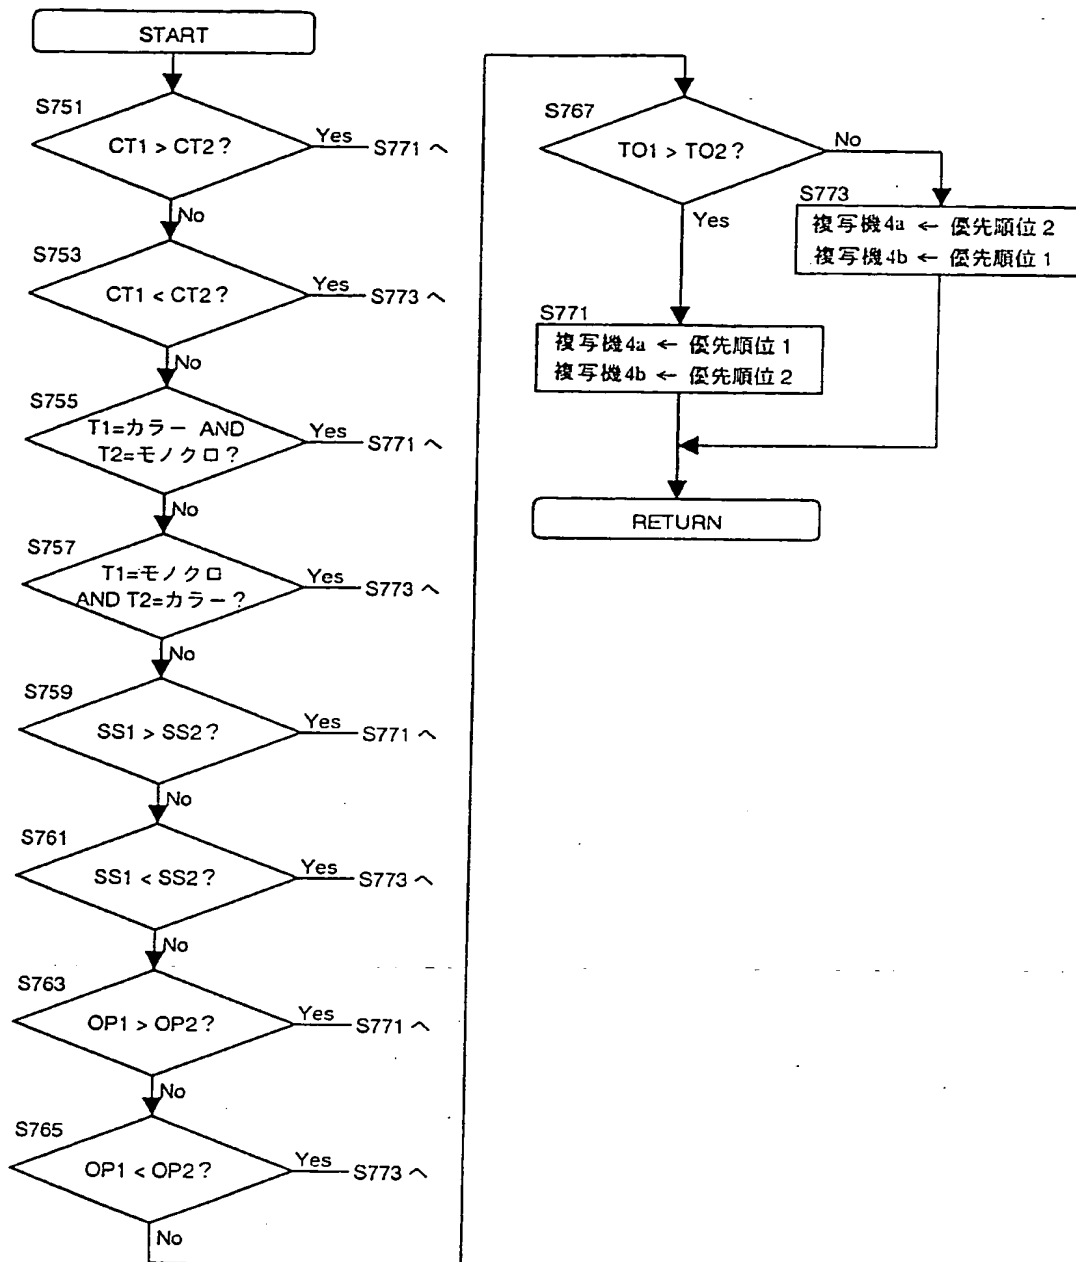 START
S751
CT1 > CT2?
Yes
S771 へ
No
S753
CT1 < CT2?
Yes
S773 へ
No
S755
T1=カラー AND
T2=モノクロ?
Yes
S771 へ
No
S757
T1=モノクロ
AND T2=カラー?
Yes
S773 へ
No
S759
SS1 > SS2?
Yes
S771 へ
No
S761
SS1 < SS2?
Yes
S773 へ
No
S763
OP1 > OP2?
Yes
S771 へ
No
S765
OP1 < OP2?
Yes
S773 へ
No
S767
TO1 > TO2?
No
Yes
S773
複写機4a ← 優先順位 2
複写機4b ← 優先順位 1
S771
複写機4a ← 優先順位 1
複写機4b ← 優先順位 2
RETURN